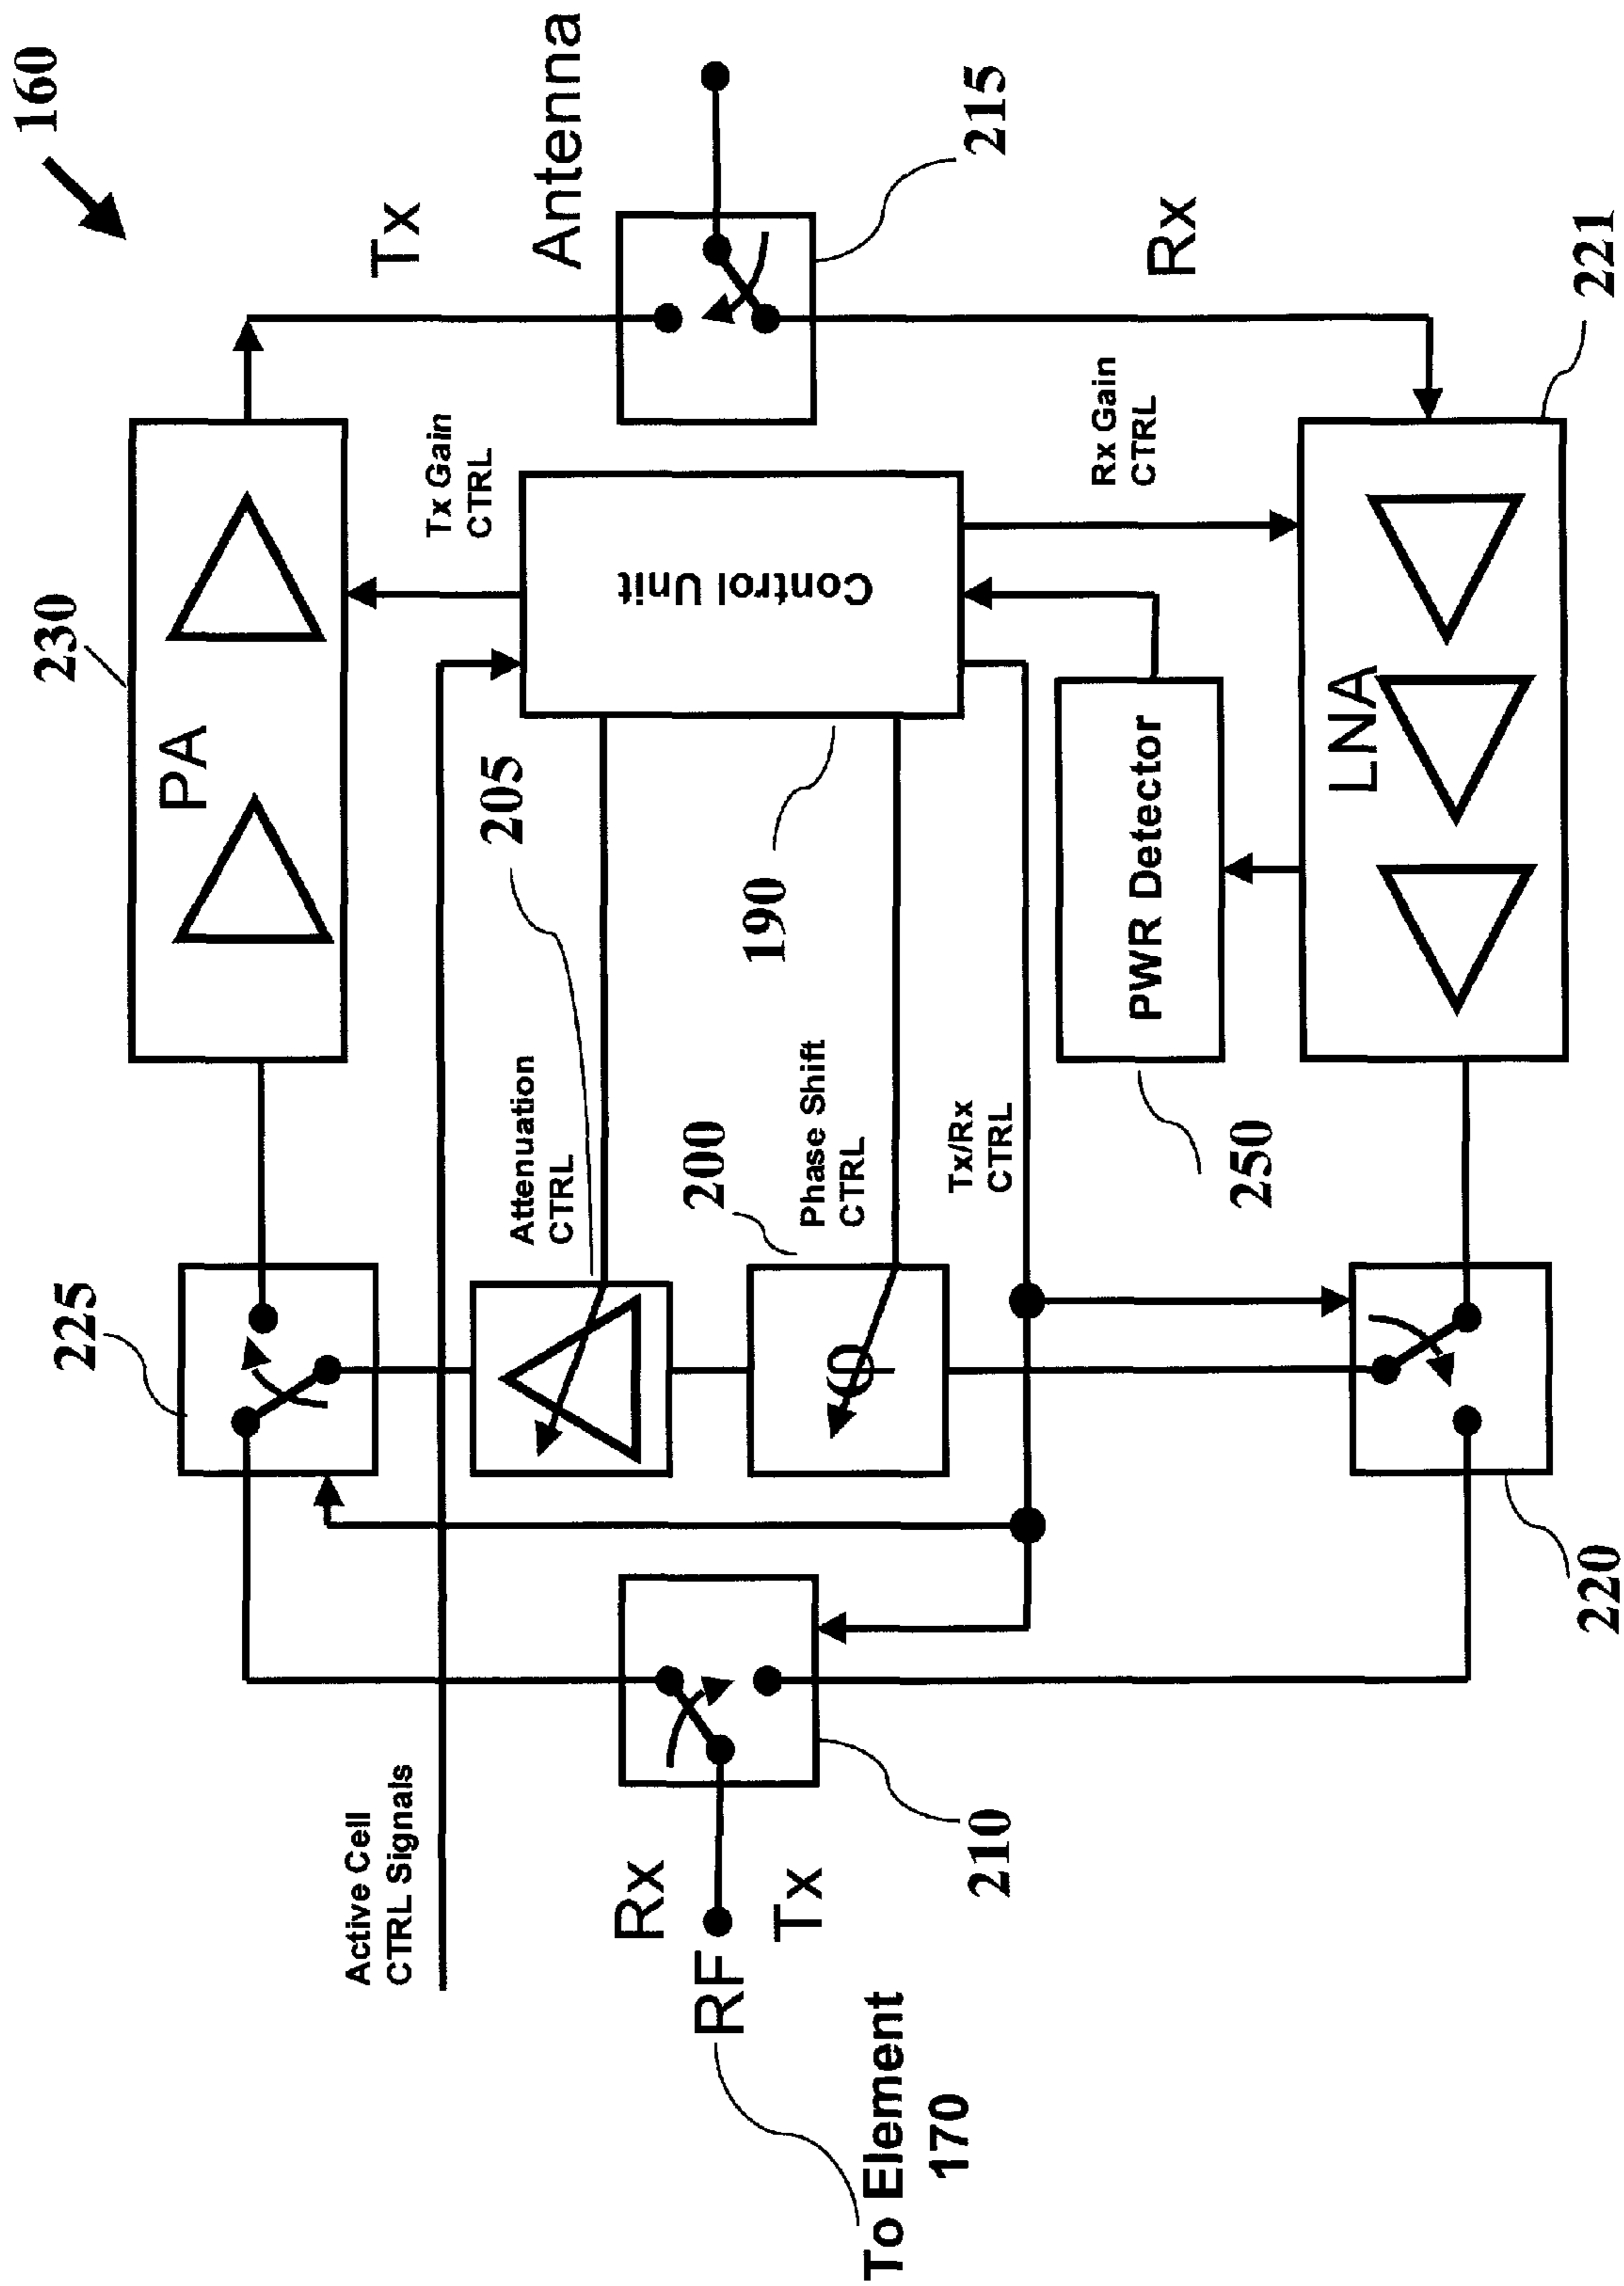 160
Tx
Antenna
215
Rx
221
230
PA
Tx Gain
CTRL
Control Unit
Rx Gain
CTRL
LNA
205
190
PWR Detector
250
225
Attenuation
CTRL
200
Phase Shift
CTRL
Tx/Rx
CTRL
φ
220
Active Cell
CTRL Signals
Rx
RF
Tx
210
To Element
170